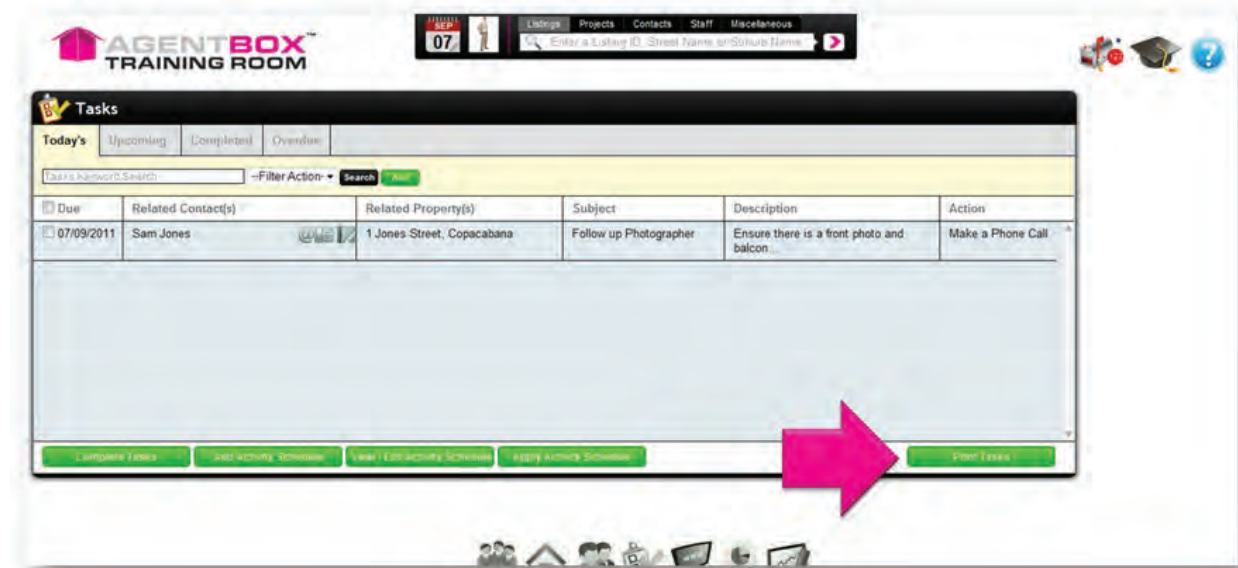 AGENTBOX™
TRAINING ROOM
SEP
07
Listings Projects Contacts Staff Miscellaneous
Enter a Listing ID, Street Name or Suburb Name
?
Tasks
Today's Upcoming Completed Overdue
Tasks Keyword Search --Filter Action-- Search Add
Due Related Contact(s) Related Property(s) Subject Description Action
07/09/2011 Sam Jones 1 Jones Street, Copacabana Follow up Photographer Ensure there is a front photo and Make a Phone Call
balcon...
Complete Tasks Add Activity Schedule View / Edit Activity Schedule Apply Activity Schedule Print Tasks